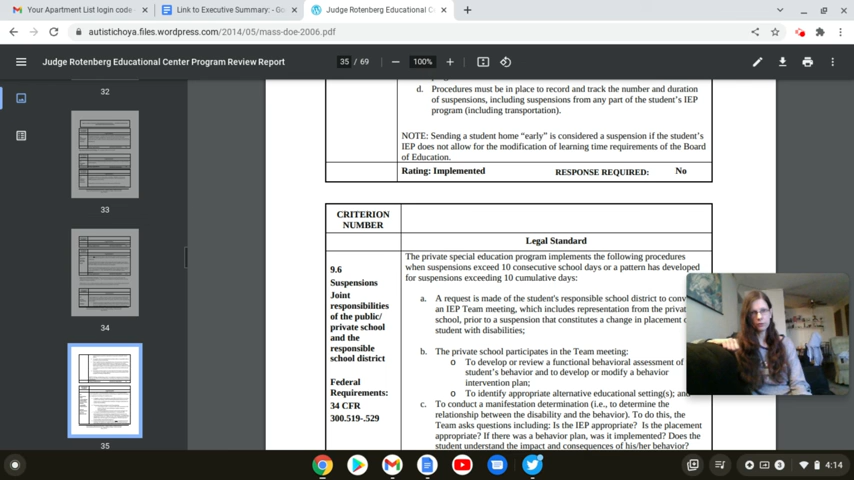 Your Apartment List login code -
Link to Executive Summary: - Go
Judge Rotenberg Educational C
autistichoya.files.wordpress.com/2014/05/mass-doe-2006.pdf
Judge Rotenberg Educational Center Program Review Report
35 / 69
100%
32
33
34
35
d. Procedures must be in place to record and track the number and duration
of suspensions, including suspensions from any part of the student's IEP
program (including transportation).
NOTE: Sending a student home “early” is considered a suspension if the student's
IEP does not allow for the modification of learning time requirements of the Board
of Education.
Rating: Implemented RESPONSE REQUIRED: No
CRITERION
NUMBER
Legal Standard
9.6
Suspensions
Joint
responsibilities
of the public/
private school
and the
responsible
school district
Federal
Requirements:
34 CFR
300.519-.529
The private special education program implements the following procedures
when suspensions exceed 10 consecutive school days or a pattern has developed
for suspensions exceeding 10 cumulative days:
a. A request is made of the student's responsible school district to conv
an IEP Team meeting, which includes representation from the privat
school, prior to a suspension that constitutes a change in placement o
student with disabilities;
b. The private school participates in the Team meeting:
o To develop or review a functional behavioral assessment of
student's behavior and to develop or modify a behavior
intervention plan;
o To identify appropriate alternative educational setting(s); and
c. To conduct a manifestation determination (i.e., to determine the
relationship between the disability and the behavior). To do this, the
Team asks questions including: Is the IEP appropriate? Is the placement
appropriate? If there was a behavior plan, was it implemented? Does the
student understand the impact and consequences of his/her behavior?
3
4:14